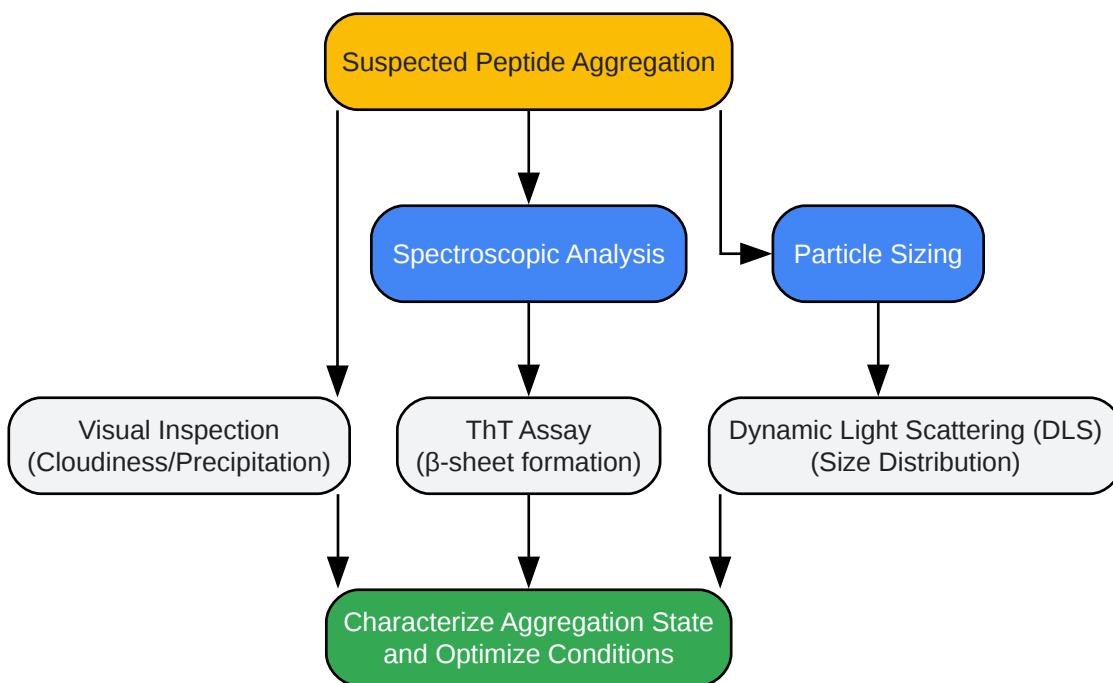 Suspected Peptide Aggregation
Spectroscopic Analysis
Particle Sizing
Visual Inspection
(Cloudiness/Precipitation)
ThT Assay
(β-sheet formation)
Dynamic Light Scattering (DLS)
(Size Distribution)
Characterize Aggregation State
and Optimize Conditions